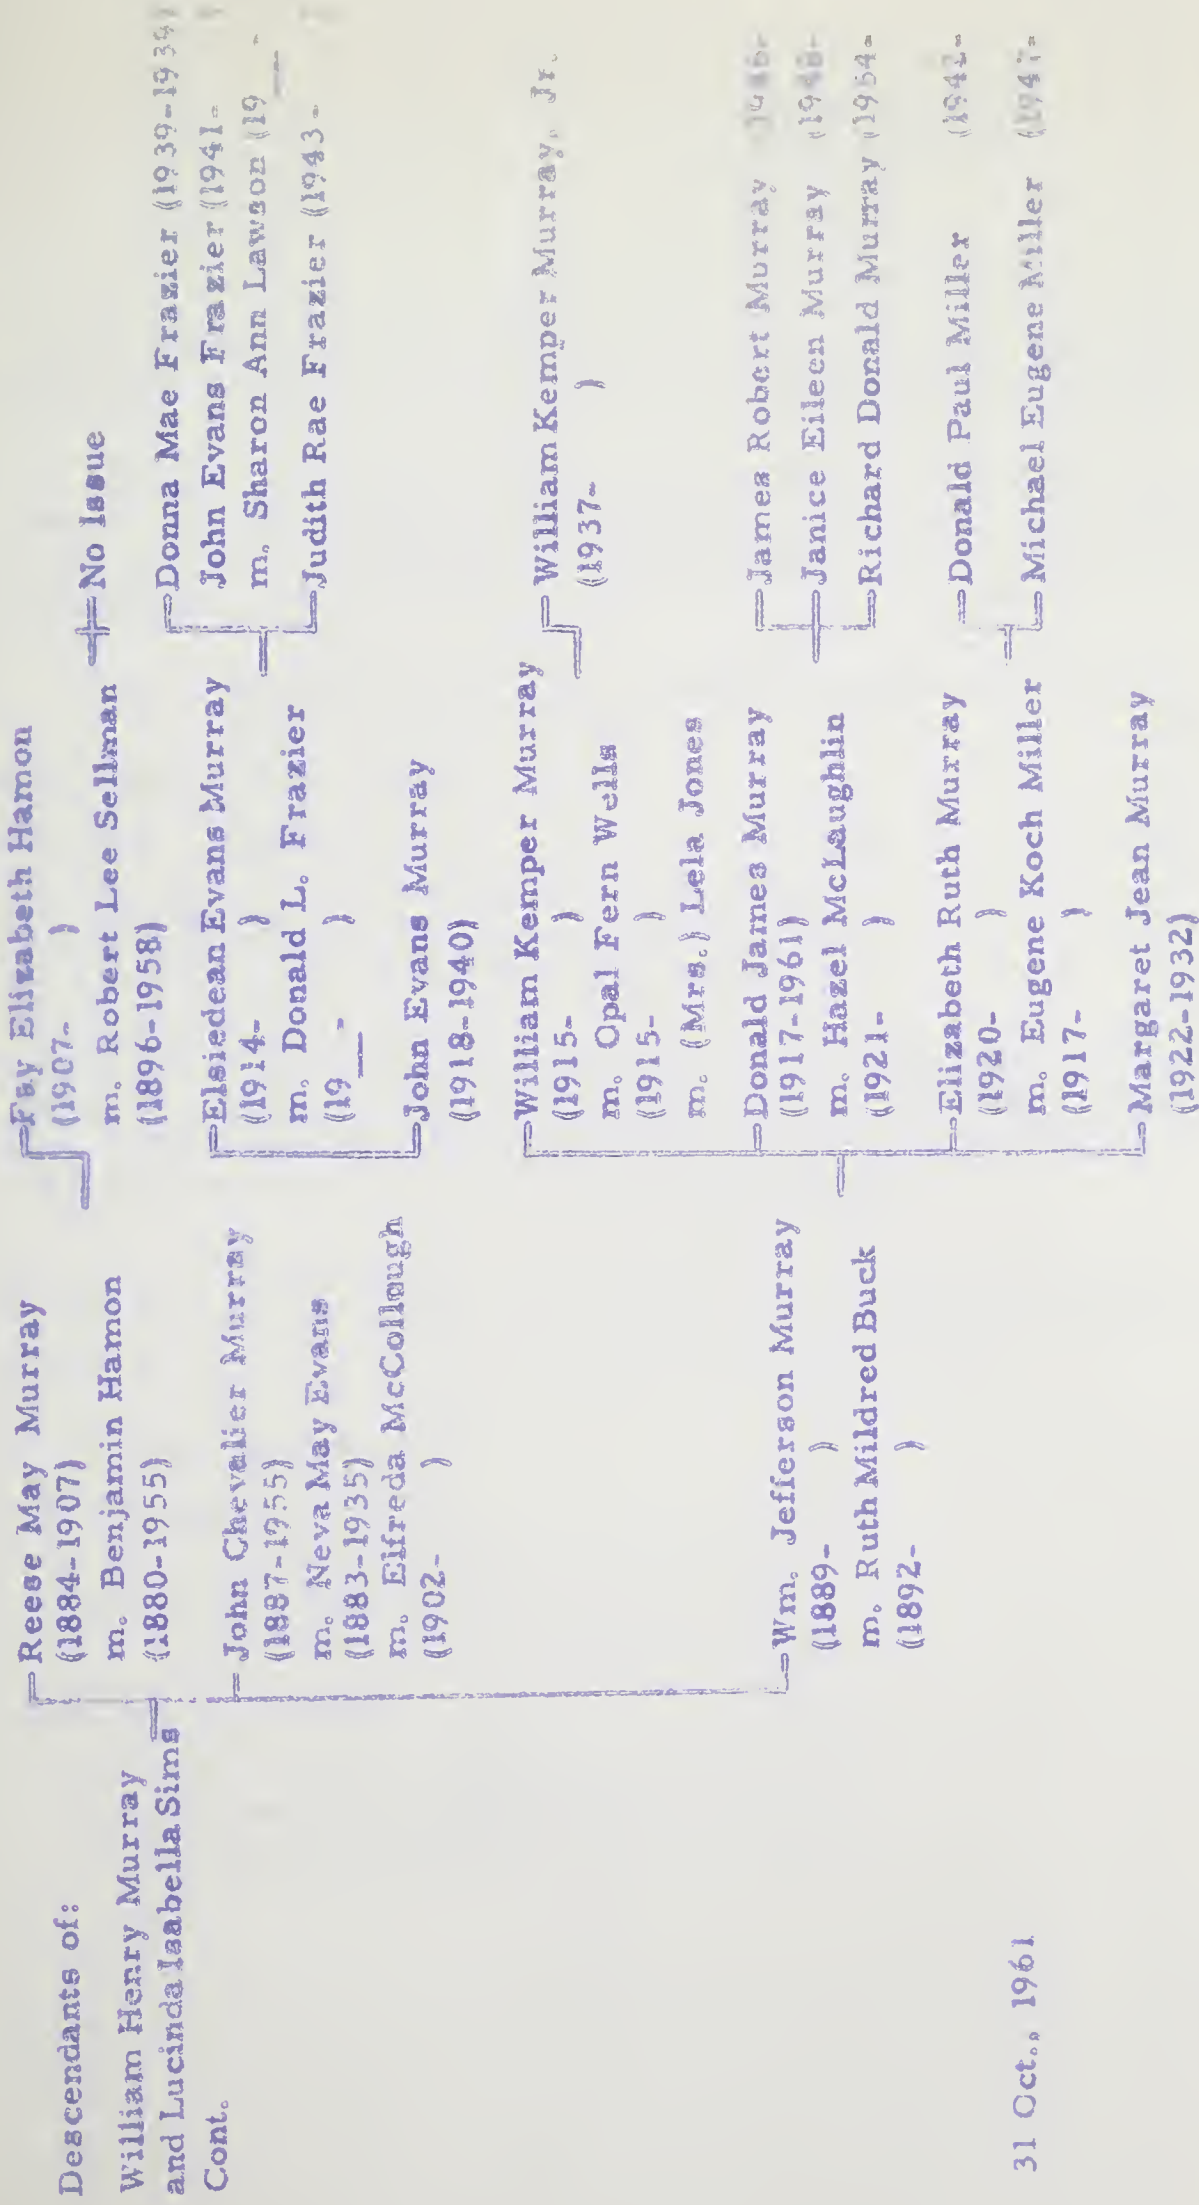 Descendants of:
William Henry Murray
and Lucinda Isabella Sims
Cont.
31 Oct., 1961
Reese May Murray
(1884-1907)
m. Benjamin Hamon
(1880-1955)
John Chevalier Murray
(1887-1955)
m. Neva May Evans
(1883-1935)
m. Elfreda McCollough
(1902- )
Wm. Jefferson Murray
(1889- )
m. Ruth Mildred Buck
(1892- )
Fay Elizabeth Hamon
(1907- )
m. Robert Lee Sellman
(1896-1958)
Elsiedean Evans Murray
(1914- )
m. Donald L. Frazier
(19__- )
John Evans Murray
(1918-1940)
William Kemper Murray
(1915- )
m. Opal Fern Wells
(1915- )
m. (Mrs.) Lela Jones
Donald James Murray
(1917-1961)
m. Hazel McLaughlin
(1921- )
Elizabeth Ruth Murray
(1920- )
m. Eugene Koch Miller
(1917- )
Margaret Jean Murray
(1922-1932)
No Issue
Donna Mae Frazier (1939-1939)
John Evans Frazier (1941- )
m. Sharon Ann Lawson (19__-
Judith Rae Frazier (1943- )
William Kemper Murray, Jr.
(1937- )
James Robert Murray
Janice Eileen Murray (1948-
Richard Donald Murray (1954-
Donald Paul Miller (1942-
Michael Eugene Miller (1947-